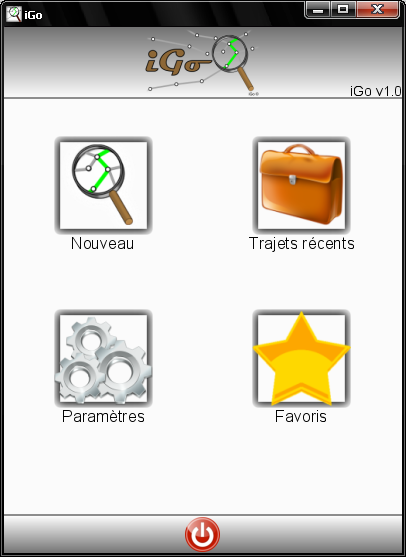 iGo
iGo
iGo v1.0
Nouveau
Trajets récents
Paramètres
Favoris